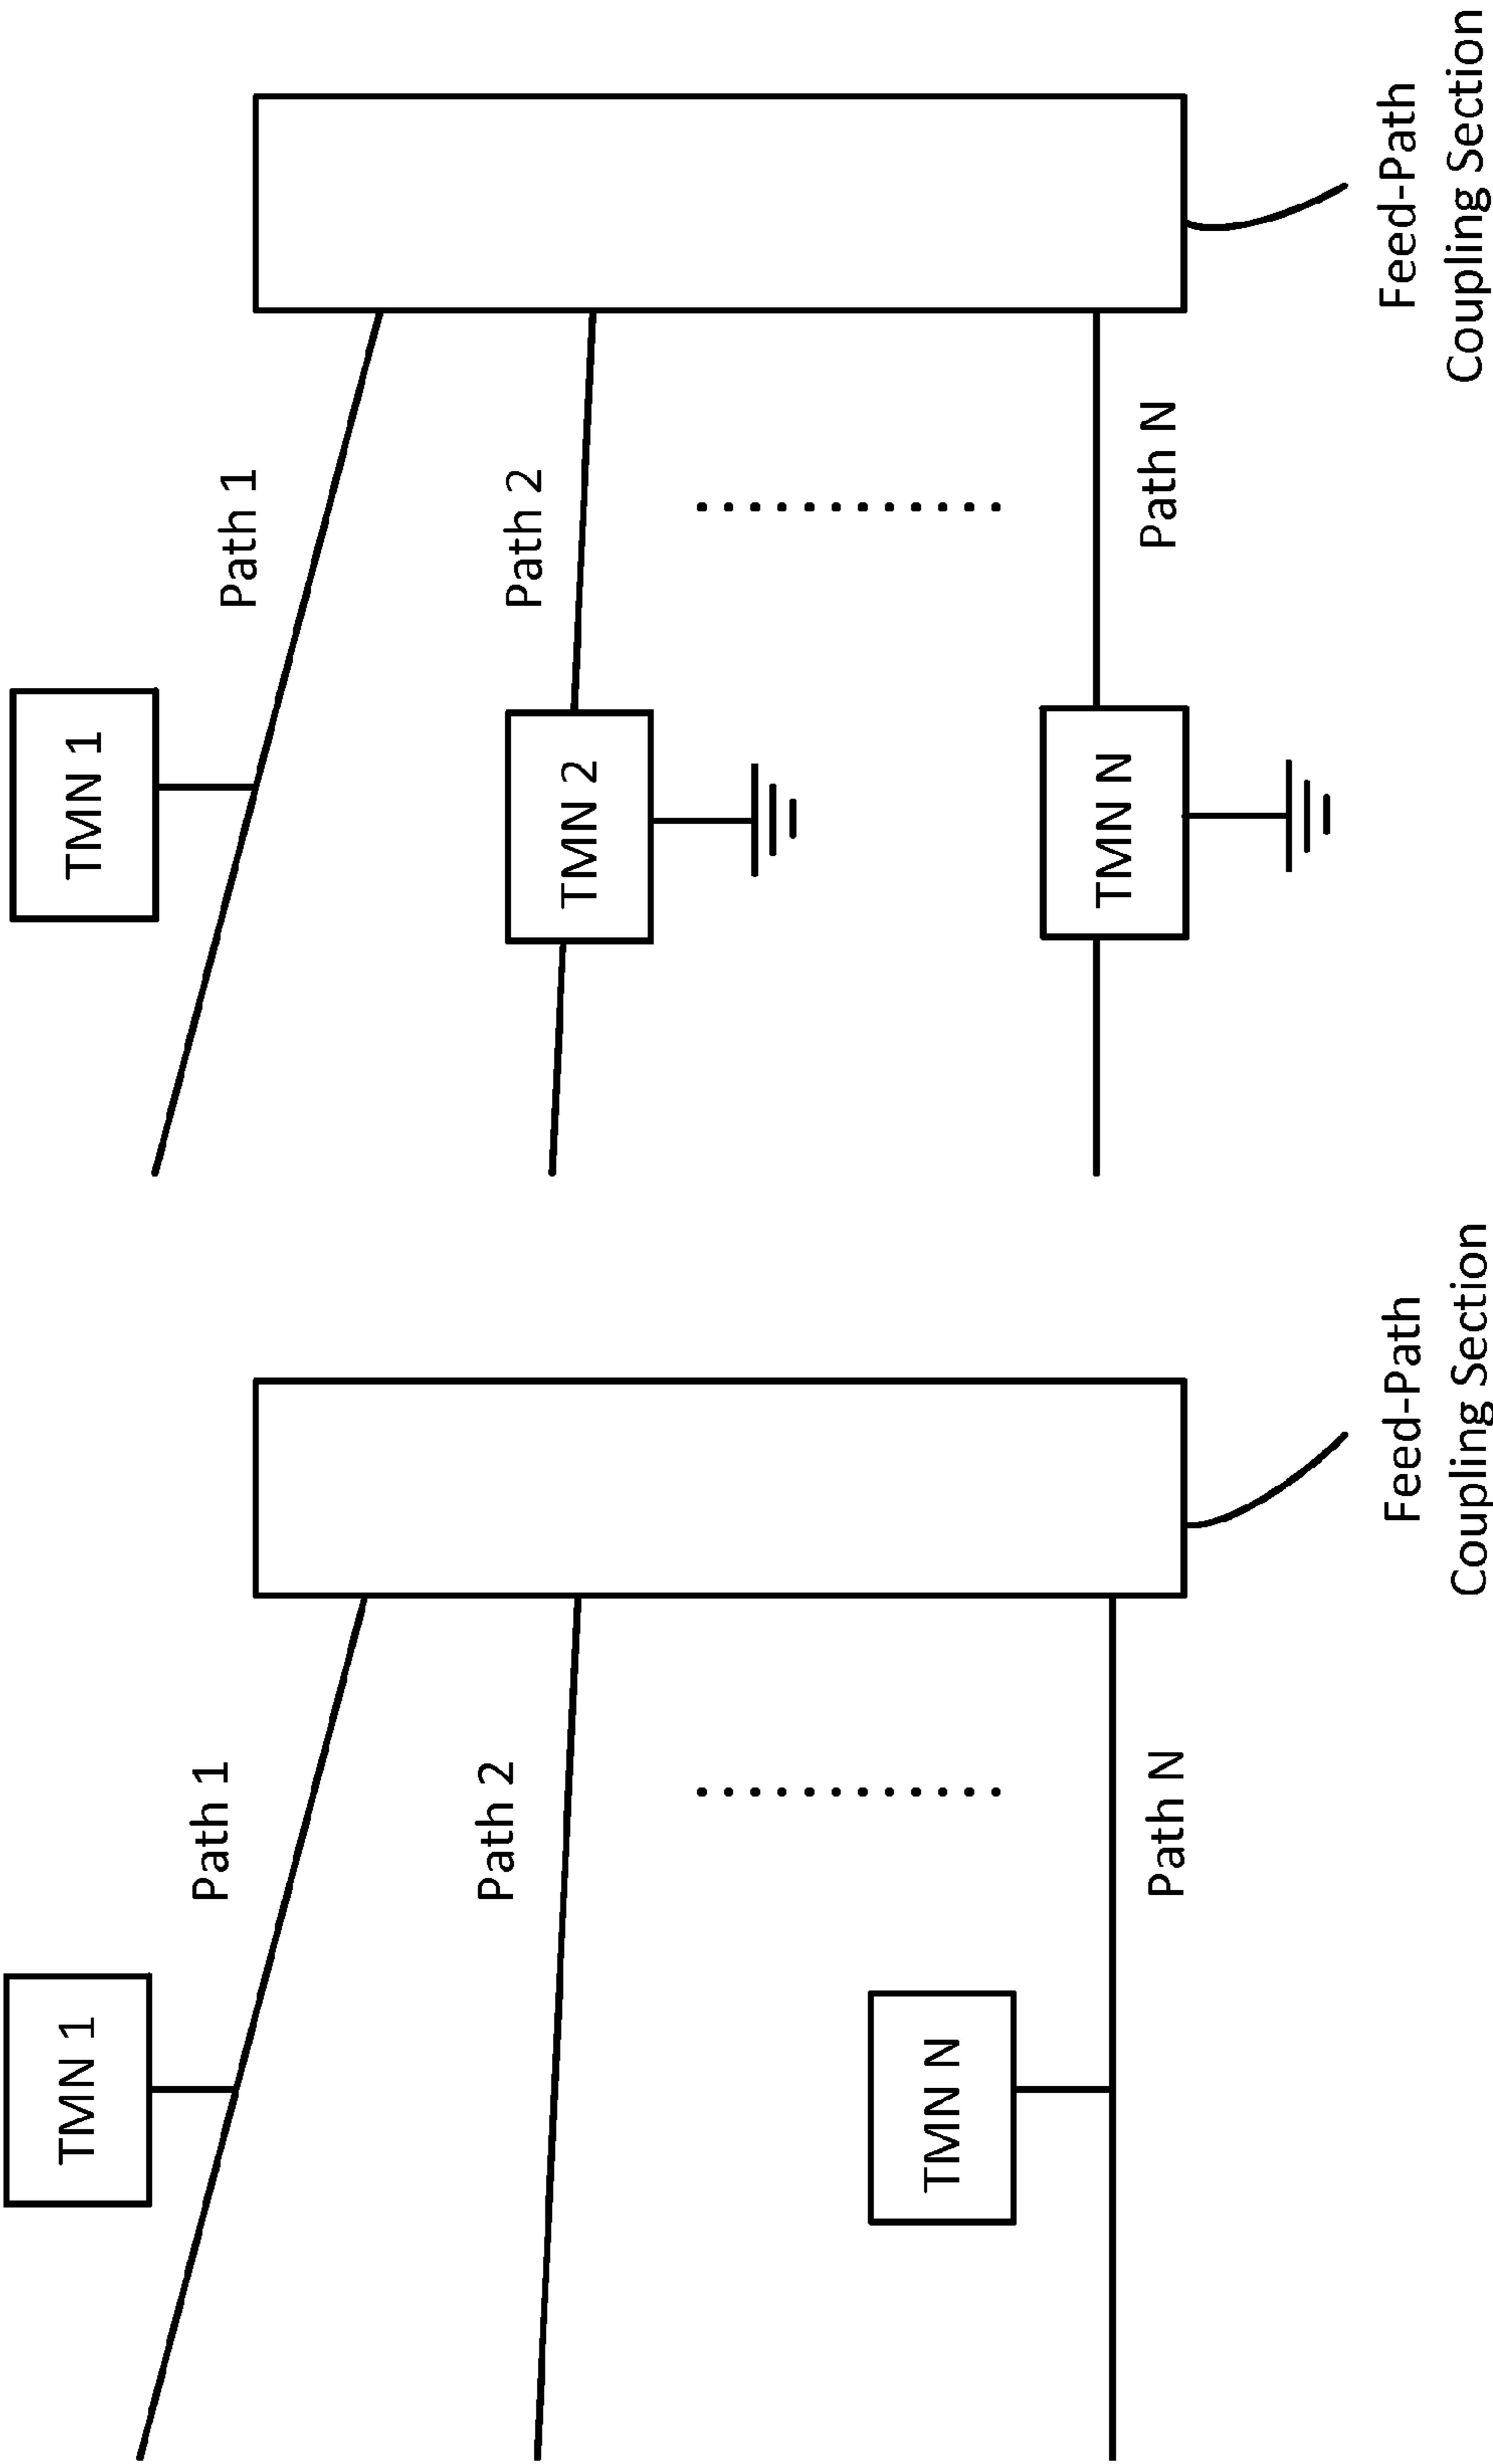 TMN 1
Path 1
Path 2
TMN N
Path N
Feed-Path
Coupling Section
TMN 1
Path 1
TMN 2
Path 2
TMN N
Path N
Feed-Path
Coupling Section